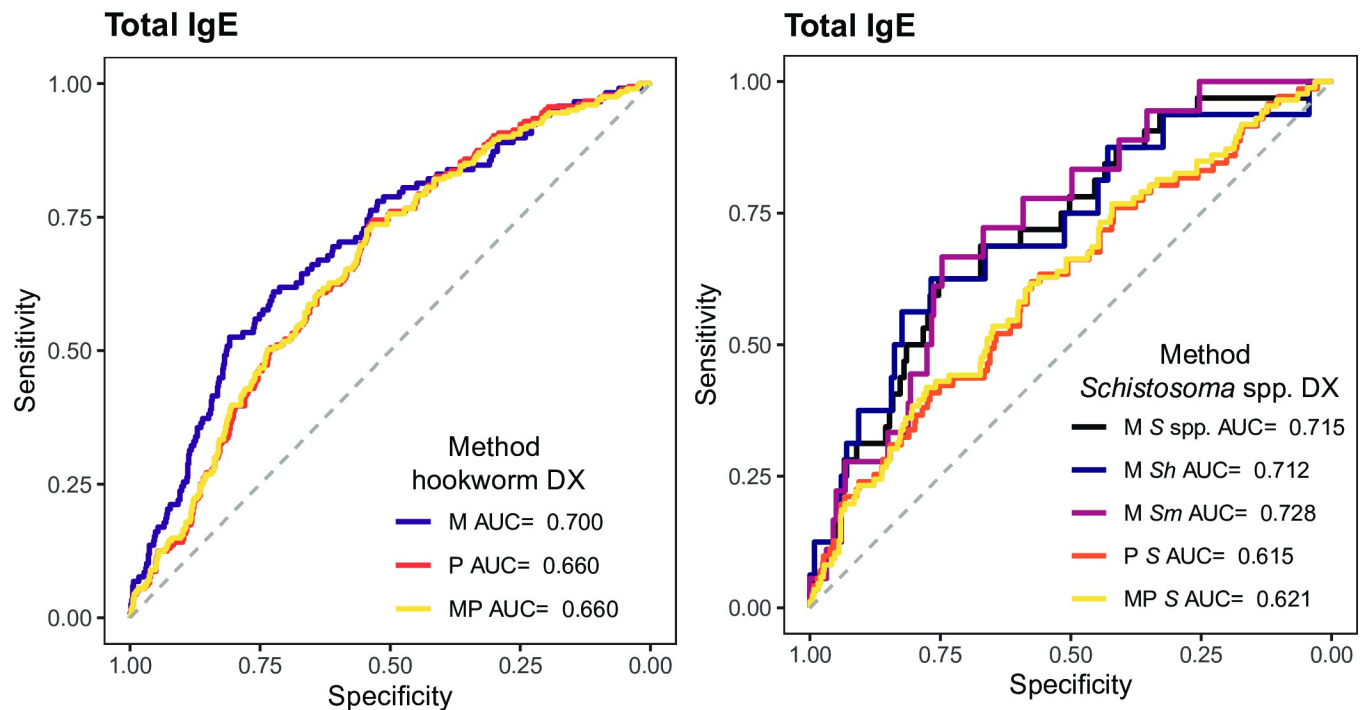 Total IgE
1.00
0.75
0.50
0.25
0.00
Sensitivity
Method
hookworm DX
M AUC= 0.700
P AUC= 0.660
MP AUC= 0.660
1.00 0.75 0.50 0.25 0.00
Specificity
Total IgE
1.00
0.75
0.50
0.25
0.00
Sensitivity
Method
Schistosoma spp. DX
M S spp. AUC= 0.715
M Sh AUC= 0.712
M Sm AUC= 0.728
P S AUC= 0.615
MP S AUC= 0.621
1.00 0.75 0.50 0.25 0.00
Specificity